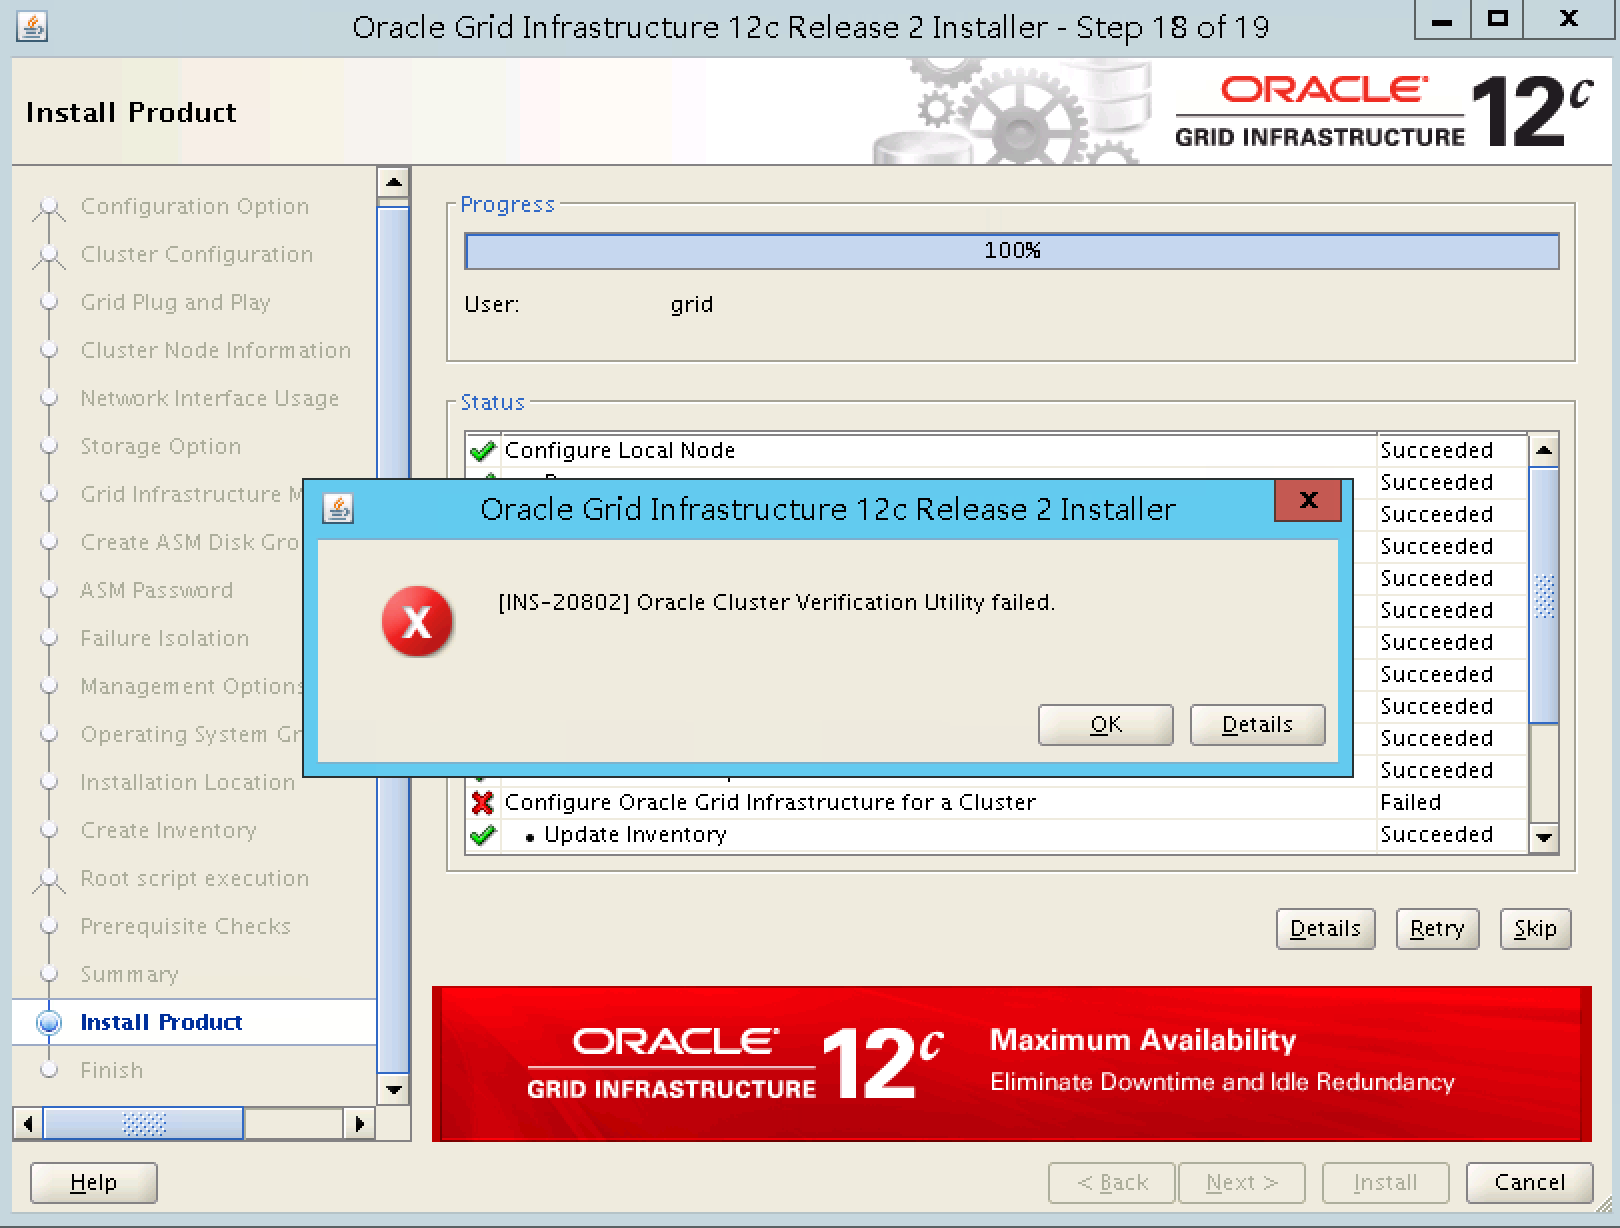 Oracle Grid Infrastructure 12c Release 2 Installer - Step 18 of 19
Install Product
ORACLE
GRID INFRASTRUCTURE
12c
Configuration Option
Cluster Configuration
Grid Plug and Play
Cluster Node Information
Network Interface Usage
Storage Option
Grid Infrastructure M
Create ASM Disk Gro
ASM Password
Failure Isolation
Management Options
Operating System Gr
Installation Location
Create Inventory
Root script execution
Prerequisite Checks
Summary
Install Product
Finish
Progress
100%
User: grid
Status
Configure Local Node Succeeded
Succeeded
Succeeded
Succeeded
Succeeded
Succeeded
Succeeded
Succeeded
Succeeded
Succeeded
Succeeded
Configure Oracle Grid Infrastructure for a Cluster Failed
• Update Inventory Succeeded
Oracle Grid Infrastructure 12c Release 2 Installer
[INS-20802] Oracle Cluster Verification Utility failed.
OK Details
Details Retry Skip
ORACLE
GRID INFRASTRUCTURE
12c
Maximum Availability
Eliminate Downtime and Idle Redundancy
Help < Back Next > Install Cancel